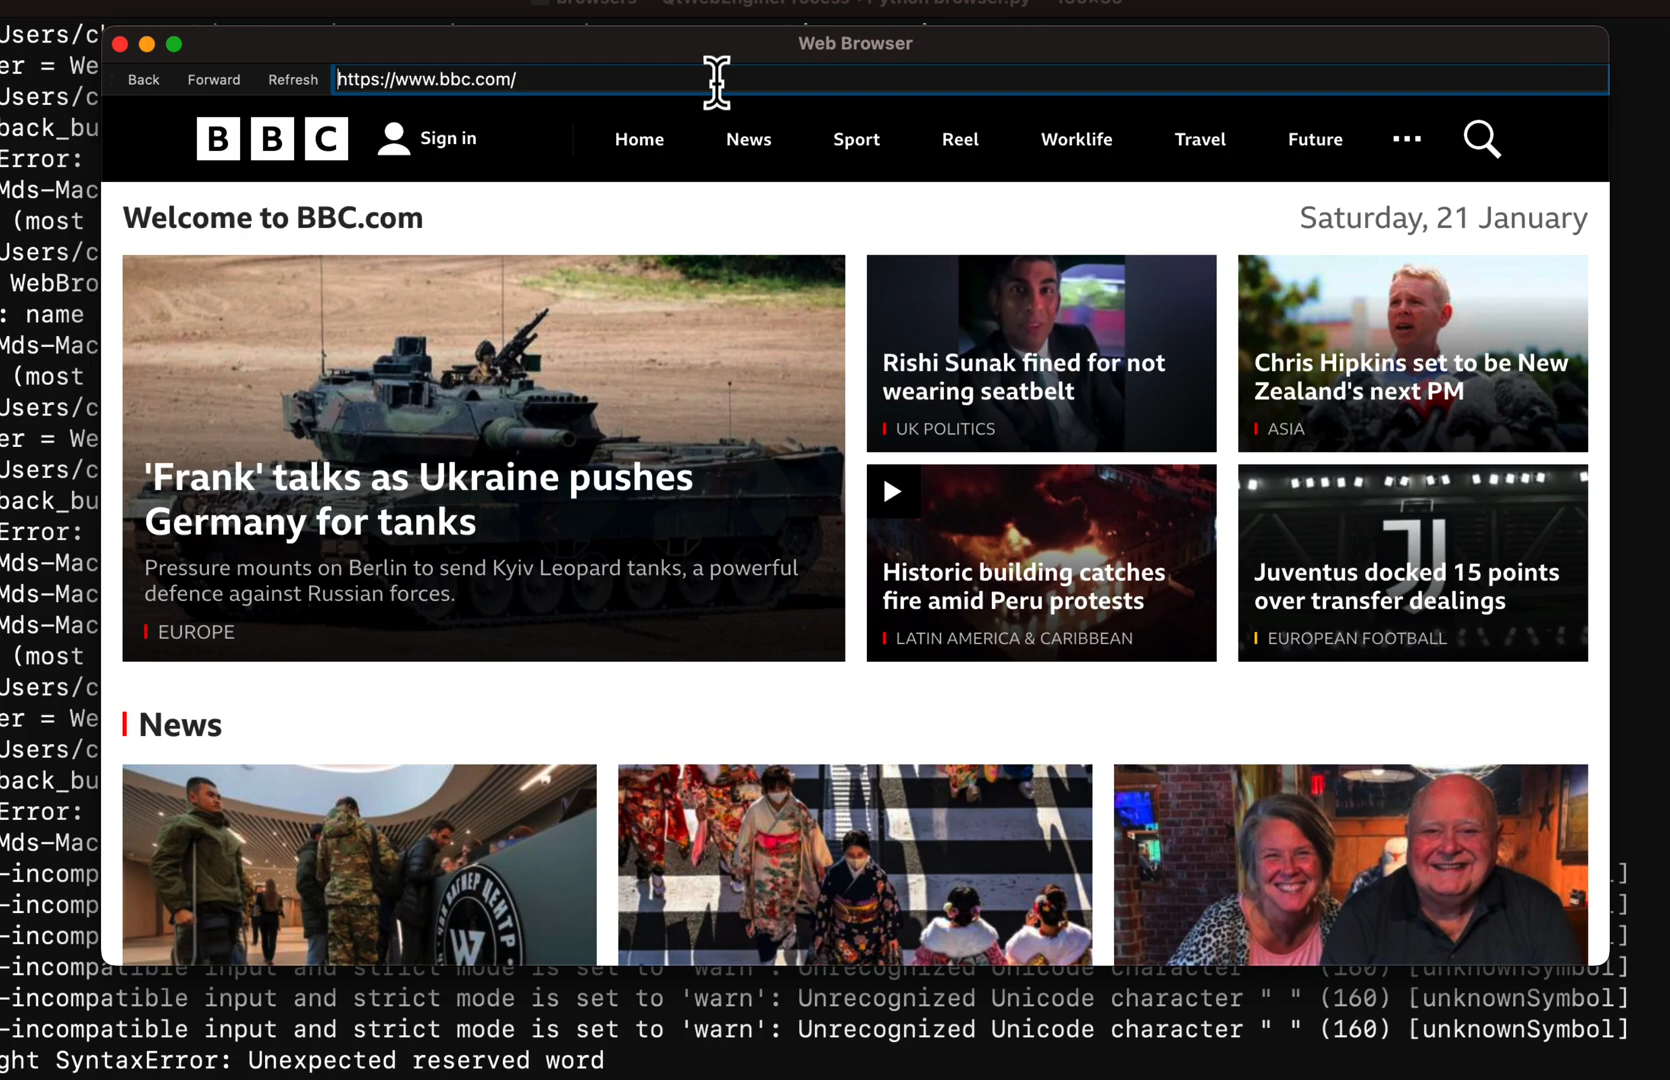 Web Browser
Back Forward Refresh https://www.bbc.com/
BBC Sign in Home News Sport Reel Worklife Travel Future ...
Welcome to BBC.com
Saturday, 21 January
'Frank' talks as Ukraine pushes
Germany for tanks
Pressure mounts on Berlin to send Kyiv Leopard tanks, a powerful
defence against Russian forces.
EUROPE
Rishi Sunak fined for not
wearing seatbelt
UK POLITICS
Chris Hipkins set to be New
Zealand's next PM
ASIA
Historic building catches
fire amid Peru protests
LATIN AMERICA & CARIBBEAN
Juventus docked 15 points
over transfer dealings
EUROPEAN FOOTBALL
News
ВАГНЕР ЦЕНТР
Users/c
er = We
Users/c
back_bu
Error:
Mds-Mac
(most
Users/c
WebBro
: name
Mds-Mac
(most
Users/c
er = We
Users/c
back_bu
Error:
Mds-Mac
Mds-Mac
Mds-Mac
(most
Users/c
er = We
Users/c
back_bu
Error:
Mds-Mac
-incomp ]
-incomp ]
-incomp ]
-incompatible input and strict mode is set to 'warn': Unrecognized Unicode character " " (160) [unknownSymbol]
-incompatible input and strict mode is set to 'warn': Unrecognized Unicode character " " (160) [unknownSymbol]
-incompatible input and strict mode is set to 'warn': Unrecognized Unicode character " " (160) [unknownSymbol]
ght SyntaxError: Unexpected reserved word